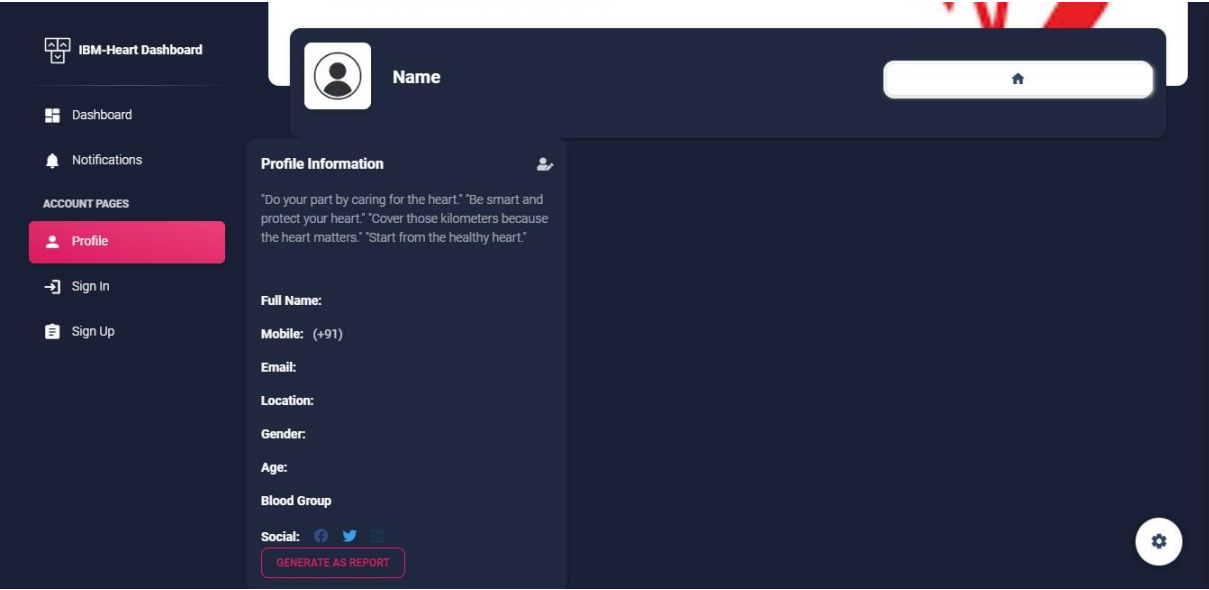 IBM-Heart Dashboard
Dashboard
Notifications
ACCOUNT PAGES
Profile
Sign In
Sign Up
Name
Profile Information
"Do your part by caring for the heart." "Be smart and
protect your heart." "Cover those kilometers because
the heart matters." "Start from the healthy heart."
Full Name:
Mobile: (+91)
Email:
Location:
Gender:
Age:
Blood Group
Social:
GENERATE AS REPORT